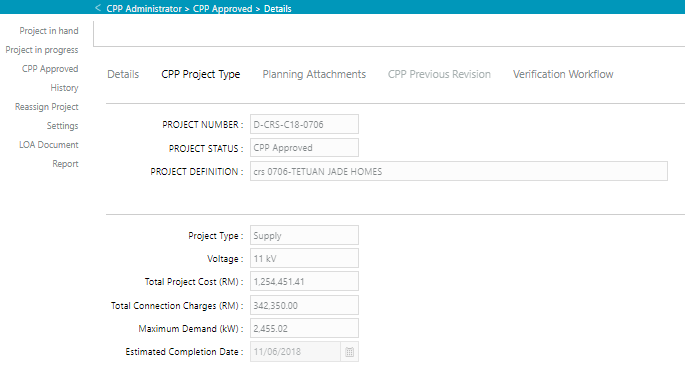 < CPP Administrator > CPP Approved > Details
Project in hand
Project in progress
CPP Approved
History
Reassign Project
Settings
LOA Document
Report
Details CPP Project Type Planning Attachments CPP Previous Revision Verification Workflow
PROJECT NUMBER : D-CRS-C18-0706
PROJECT STATUS : CPP Approved
PROJECT DEFINITION : crs 0706-TETUAN JADE HOMES
Project Type : Supply
Voltage : 11 kV
Total Project Cost (RM) : 1,254,451.41
Total Connection Charges (RM) : 342,350.00
Maximum Demand (kW) : 2,455.02
Estimated Completion Date : 11/06/2018